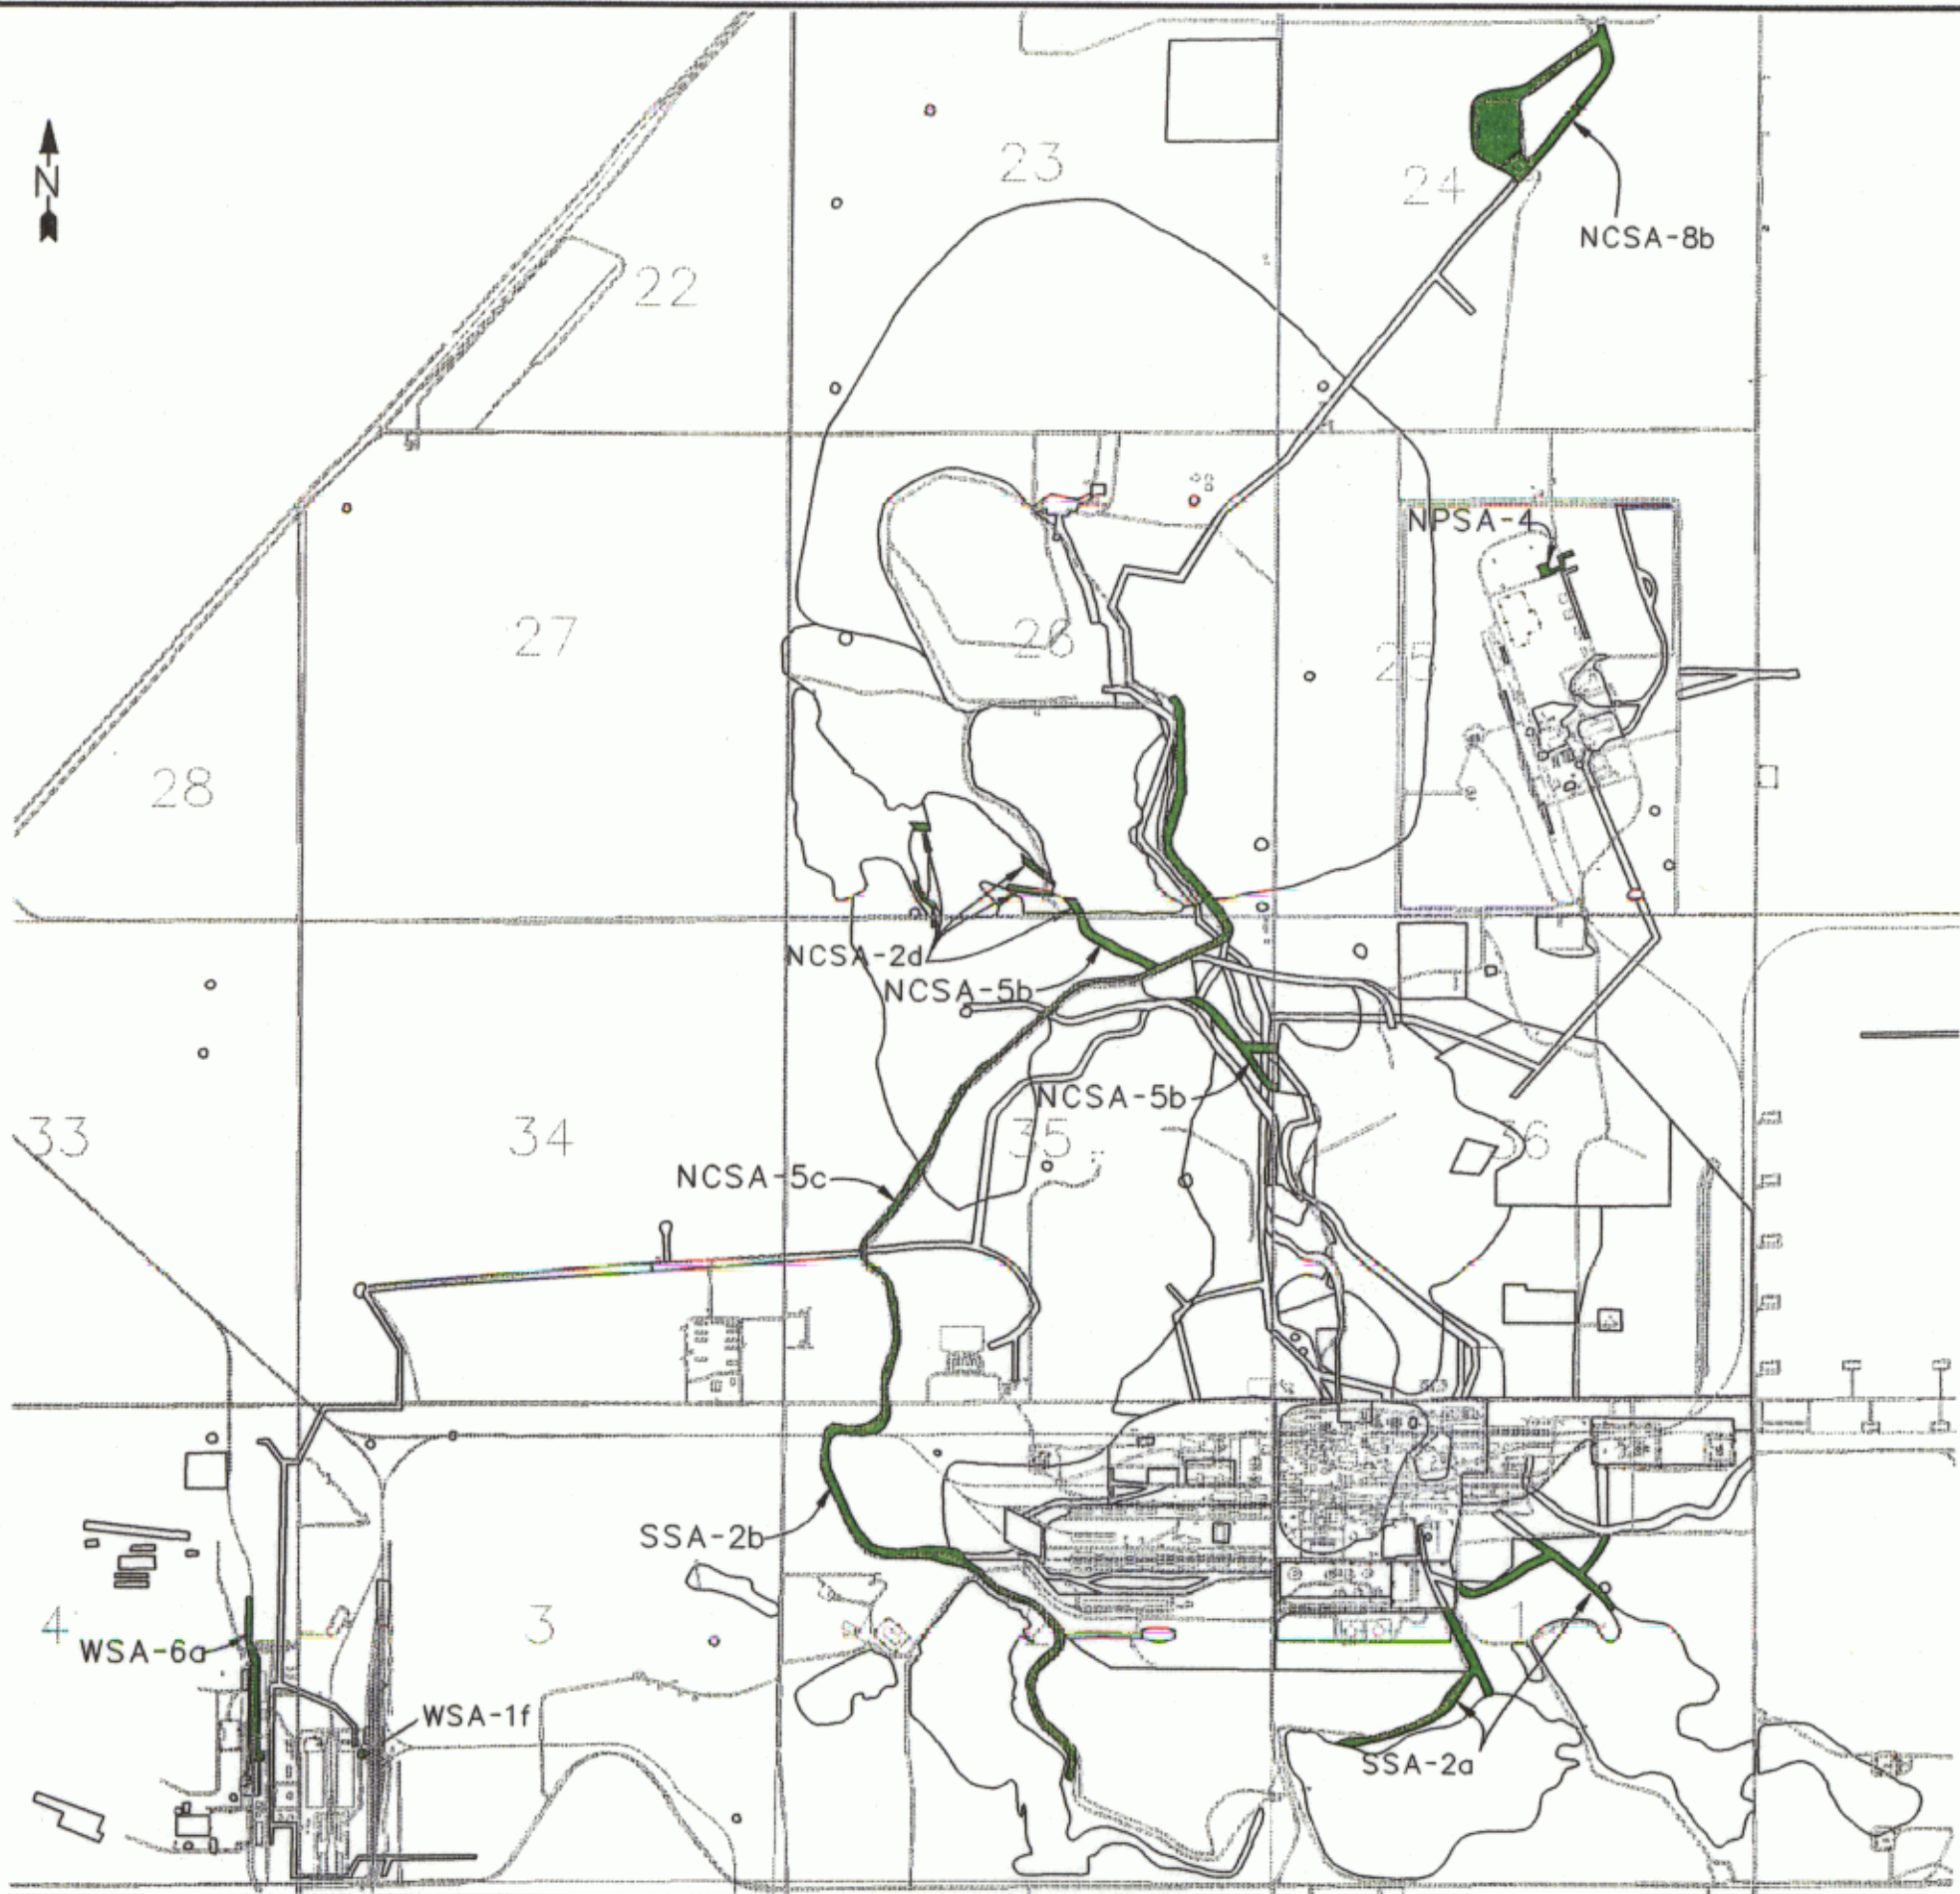 N
23
24
NCSA-8b
22
NPSA-4
27
26
25
28
NCSA-2d
NCSA-5b
33
34
NCSA-5b
35
36
NCSA-5c
SSA-2b
4
3
1
WSA-6a
WSA-1f
SSA-2a